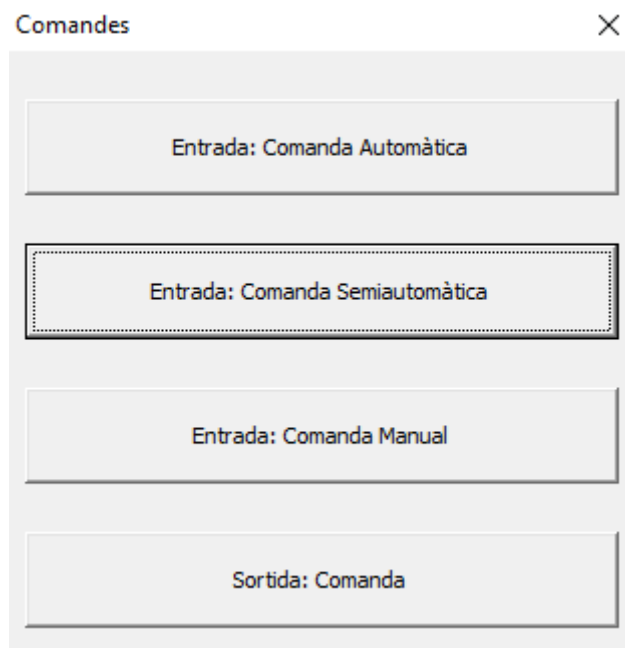 Comandes
Entrada: Comanda Automàtica
Entrada: Comanda Semiautomàtica
Entrada: Comanda Manual
Sortida: Comanda